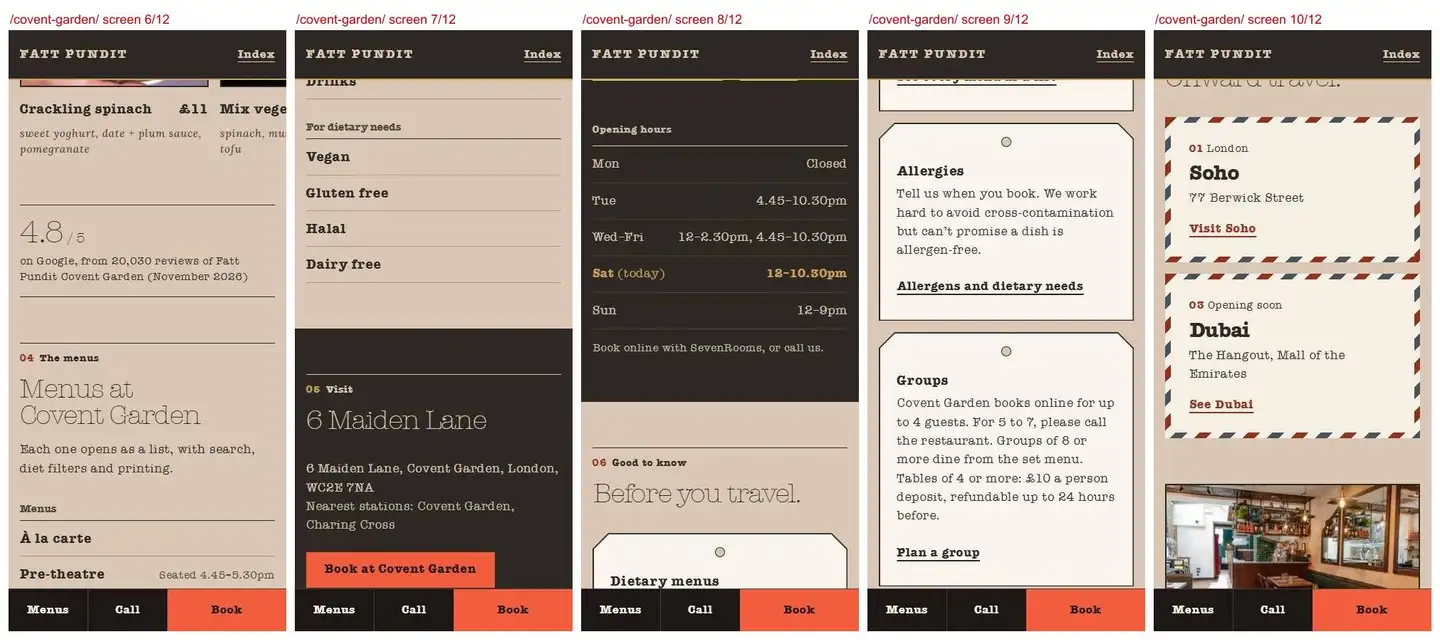 /covent-garden/ screen 6/12
FATT PUNDIT
Index
Crackling spinach
£11
sweet yoghurt, date + plum sauce,
pomegranate
Mix vege
spinach, mu
tofu
4.8 / 5
on Google, from 20,030 reviews of Fatt
Pundit Covent Garden (November 2026)
04 The menus
Menus at
Covent Garden
Each one opens as a list, with search,
diet filters and printing.
Menus
À la carte
Pre-theatre
Seated 4.45-5.30pm
Menus
Call
Book
/covent-garden/ screen 7/12
FATT PUNDIT
Index
Drinks
For dietary needs
Vegan
Gluten free
Halal
Dairy free
05 Visit
6 Maiden Lane
6 Maiden Lane, Covent Garden, London,
WC2E 7NA
Nearest stations: Covent Garden,
Charing Cross
Book at Covent Garden
Menus
Call
Book
/covent-garden/ screen 8/12
FATT PUNDIT
Index
Opening hours
Mon
Closed
Tue
4.45-10.30pm
Wed-Fri
12-2.30pm, 4.45-10.30pm
Sat (today)
12-10.30pm
Sun
12-9pm
Book online with SevenRooms, or call us.
06 Good to know
Before you travel.
Dietary menus
Menus
Call
Book
/covent-garden/ screen 9/12
FATT PUNDIT
Index
Allergies
Tell us when you book. We work
hard to avoid cross-contamination
but can't promise a dish is
allergen-free.
Allergens and dietary needs
Groups
Covent Garden books online for up
to 4 guests. For 5 to 7, please call
the restaurant. Groups of 8 or
more dine from the set menu.
Tables of 4 or more: £10 a person
deposit, refundable up to 24 hours
before.
Plan a group
Menus
Call
Book
/covent-garden/ screen 10/12
FATT PUNDIT
Index
Onward travel.
01 London
Soho
77 Berwick Street
Visit Soho
03 Opening soon
Dubai
The Hangout, Mall of the
Emirates
See Dubai
Menus
Call
Book